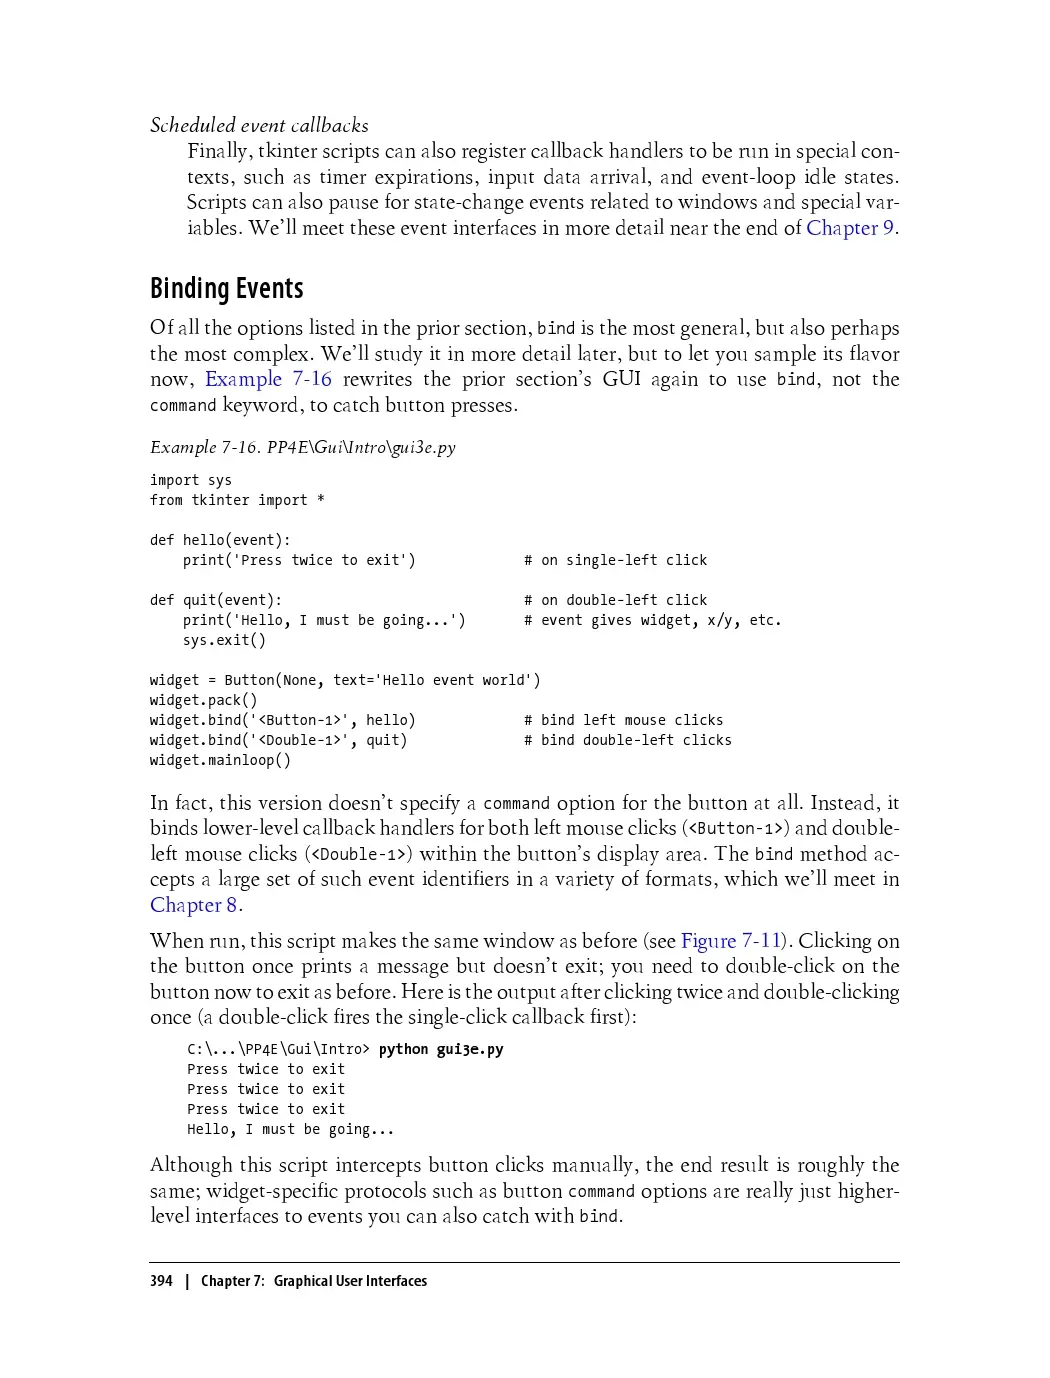 Scheduled event callbacks
Finally, tkinter scripts can also register callback handlers to be run in special con-
texts, such as timer expirations, input data arrival, and event-loop idle states.
Scripts can also pause for state-change events related to windows and special var-
iables. We'll meet these event interfaces in more detail near the end of Chapter 9.
Binding Events
Of all the options listed in the prior section, bind is the most general, but also perhaps
the most complex. We'll study it in more detail later, but to let you sample its flavor
now, Example 7-16 rewrites the prior section's GUI again to use bind, not the
command keyword, to catch button presses.
Example 7-16. PP4E\Gui\Intro\gui3e.py
import sys
from tkinter import *
def hello(event):
    print('Press twice to exit')             # on single-left click
def quit(event):                             # on double-left click
    print('Hello, I must be going...')       # event gives widget, x/y, etc.
    sys.exit()
widget = Button(None, text='Hello event world')
widget.pack()
widget.bind('<Button-1>', hello)             # bind left mouse clicks
widget.bind('<Double-1>', quit)              # bind double-left clicks
widget.mainloop()
In fact, this version doesn't specify a command option for the button at all. Instead, it
binds lower-level callback handlers for both left mouse clicks (<Button-1>) and double-
left mouse clicks (<Double-1>) within the button's display area. The bind method ac-
cepts a large set of such event identifiers in a variety of formats, which we'll meet in
Chapter 8.
When run, this script makes the same window as before (see Figure 7-11). Clicking on
the button once prints a message but doesn't exit; you need to double-click on the
button now to exit as before. Here is the output after clicking twice and double-clicking
once (a double-click fires the single-click callback first):
C:\...\PP4E\Gui\Intro> python gui3e.py
Press twice to exit
Press twice to exit
Press twice to exit
Hello, I must be going...
Although this script intercepts button clicks manually, the end result is roughly the
same; widget-specific protocols such as button command options are really just higher-
level interfaces to events you can also catch with bind.
394 | Chapter 7: Graphical User Interfaces